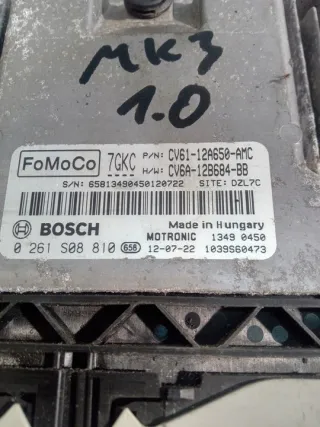 MK3
1.0
FoMoCo 7GKC P/N: CV61-12A650-AMC
H/W: CV6A-12B684-BB
S/N: 65813490450120722 SITE: DZL7C
BOSCH Made in Hungary
MOTRONIC 1349 0450
0 261 S08 810 658 12-07-22 1039S60473